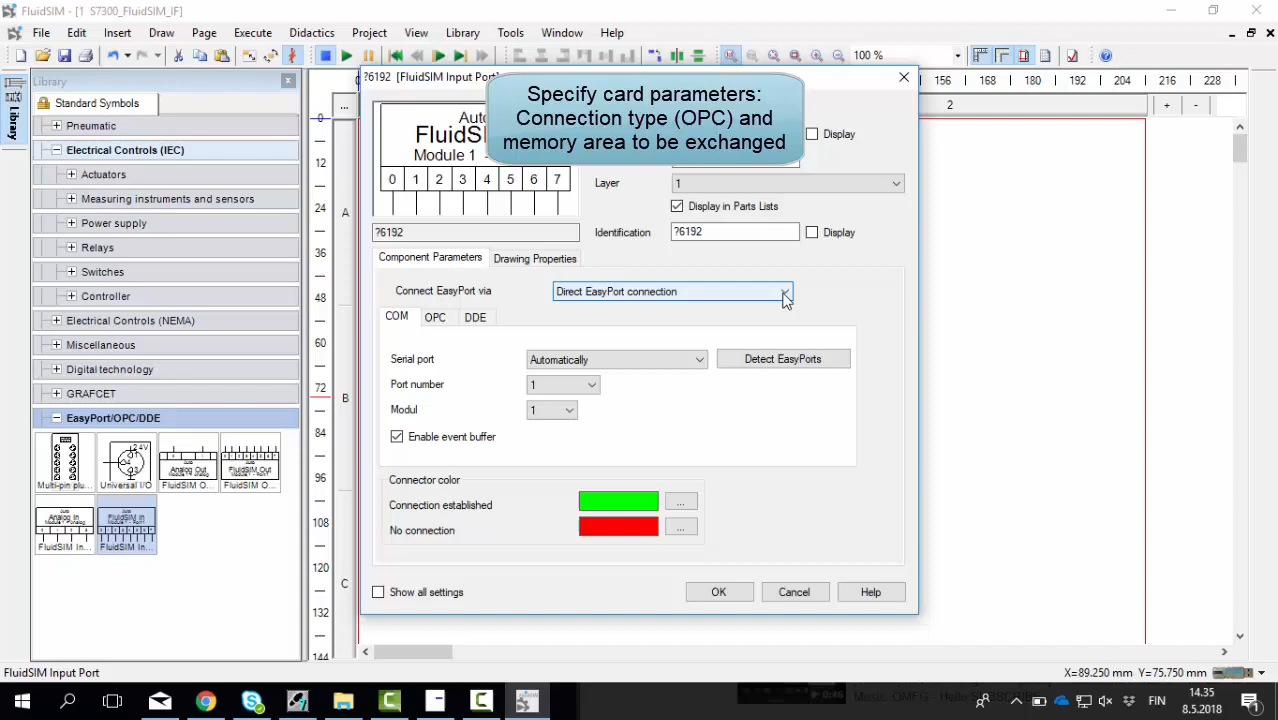 FluidSIM - [1 S7300_FluidSIM_IF]
File Edit Insert Draw Page Execute Didactics Project View Library Tools Window Help
100 %
Library
Standard Symbols
Pneumatic
Electrical Controls (IEC)
Actuators
Measuring instruments and sensors
Power supply
Relays
Switches
Controller
Electrical Controls (NEMA)
Miscellaneous
Digital technology
GRAFCET
EasyPort/OPC/DDE
Multi-pin plu... Universal I/O FluidSIM O... FluidSIM O...
FluidSIM In... FluidSIM In...
Library
0 12 24 36 48 60 72 84 96 108 120 132 144
A
B
C
156 168 180 192 204 216 228
2
?6192 [FluidSIM Input Port]
Specify card parameters:
Connection type (OPC) and
memory area to be exchanged
Module 1
0 1 2 3 4 5 6 7
?6192
Display
Layer 1
Display in Parts Lists
Identification ?6192 Display
Component Parameters Drawing Properties
Connect EasyPort via Direct EasyPort connection
COM OPC DDE
Serial port Automatically Detect EasyPorts
Port number 1
Modul 1
Enable event buffer
Connector color
Connection established ...
No connection ...
Show all settings OK Cancel Help
FluidSIM Input Port X=89.250 mm Y=75.750 mm
0:46
FIN
14.35
8.5.2018